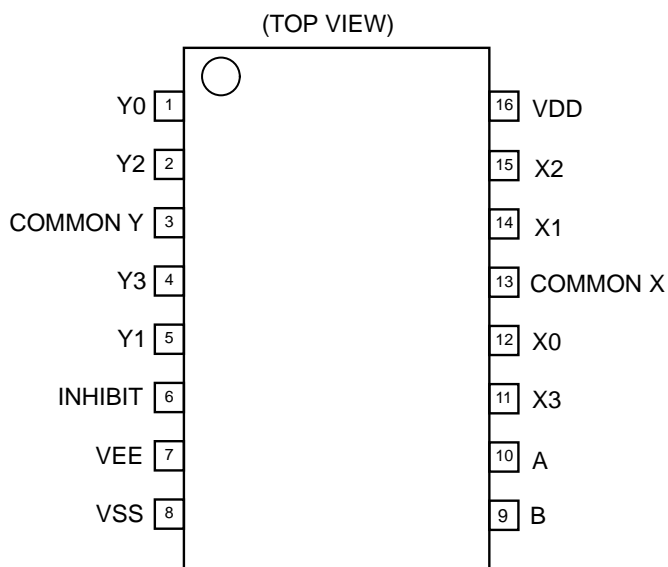 (TOP VIEW)
Y0 1
Y2 2
COMMON Y 3
Y3 4
Y1 5
INHIBIT 6
VEE 7
VSS 8
16 VDD
15 X2
14 X1
13 COMMON X
12 X0
11 X3
10 A
9 B